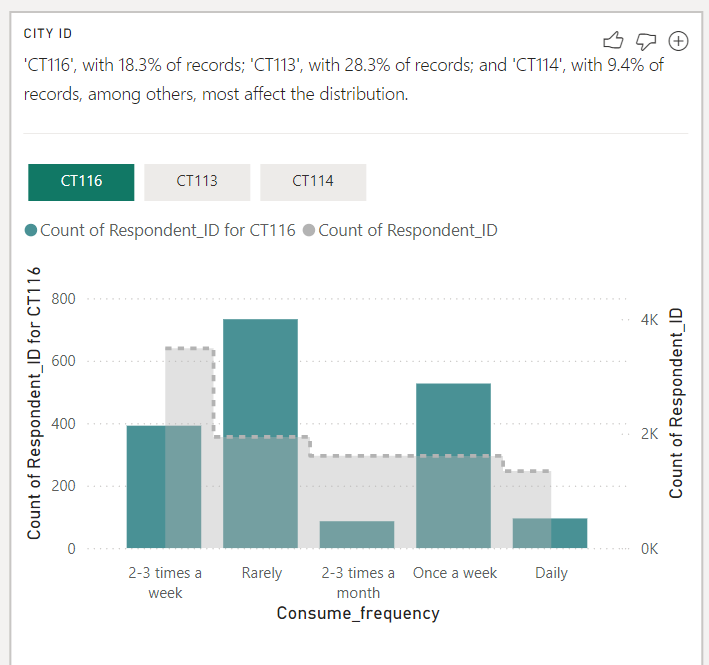 CITY ID
'CT116', with 18.3% of records; 'CT113', with 28.3% of records; and 'CT114', with 9.4% of
records, among others, most affect the distribution.
CT116
CT113
CT114
Count of Respondent_ID for CT116
Count of Respondent_ID
Count of Respondent_ID for CT116
800
600
400
200
0
4K
2K
0K
Count of Respondent_ID
2-3 times a
week
Rarely
2-3 times a
month
Once a week
Daily
Consume_frequency